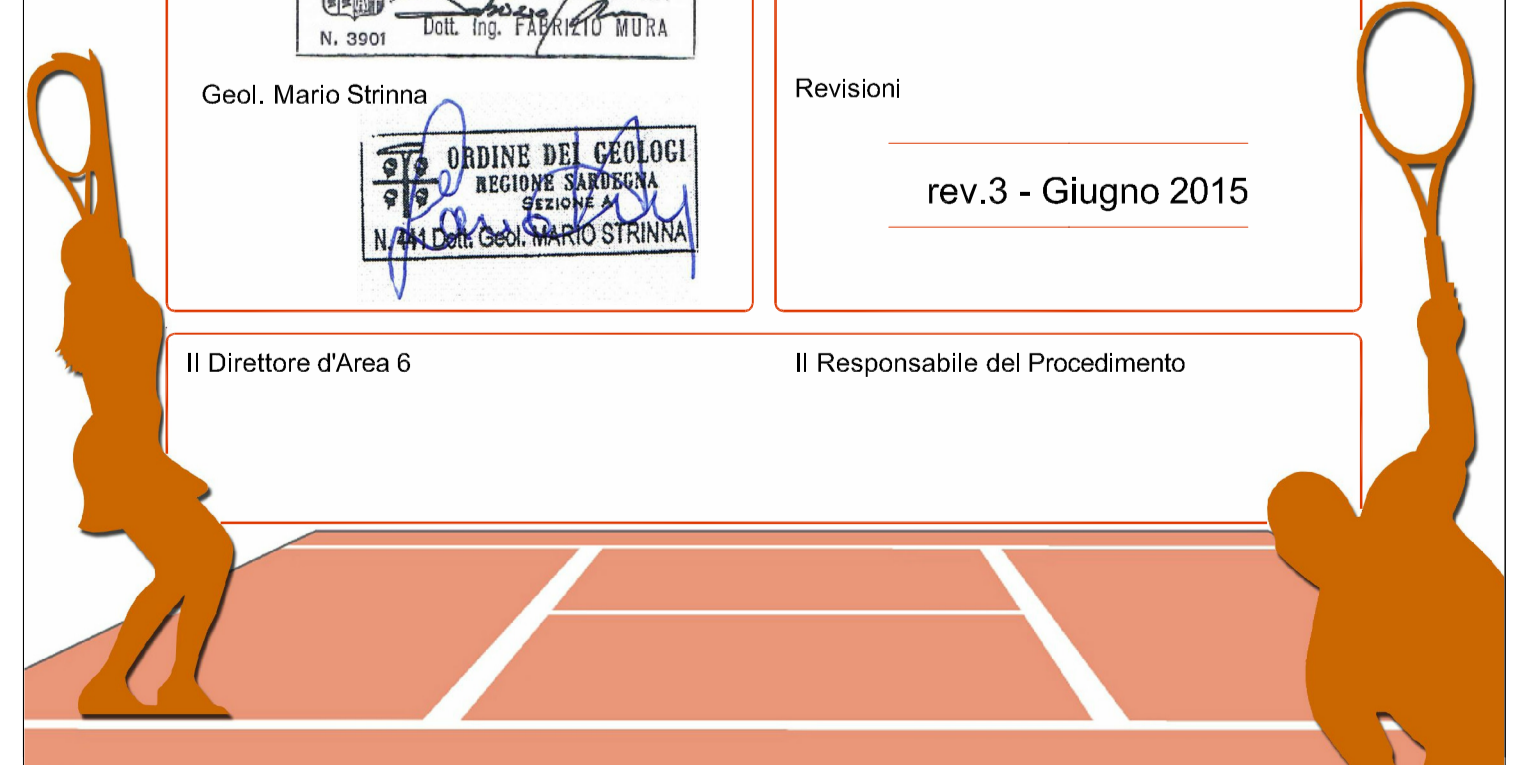 N. 3901 Dott. Ing. FABRIZIO MURA
Geol. Mario Strinna
ORDINE DEI GEOLOGI
REGIONE SARDEGNA
SEZIONE A
N. 441 Dott. Geol. MARIO STRINNA
Revisioni
rev.3 - Giugno 2015
Il Direttore d'Area 6
Il Responsabile del Procedimento